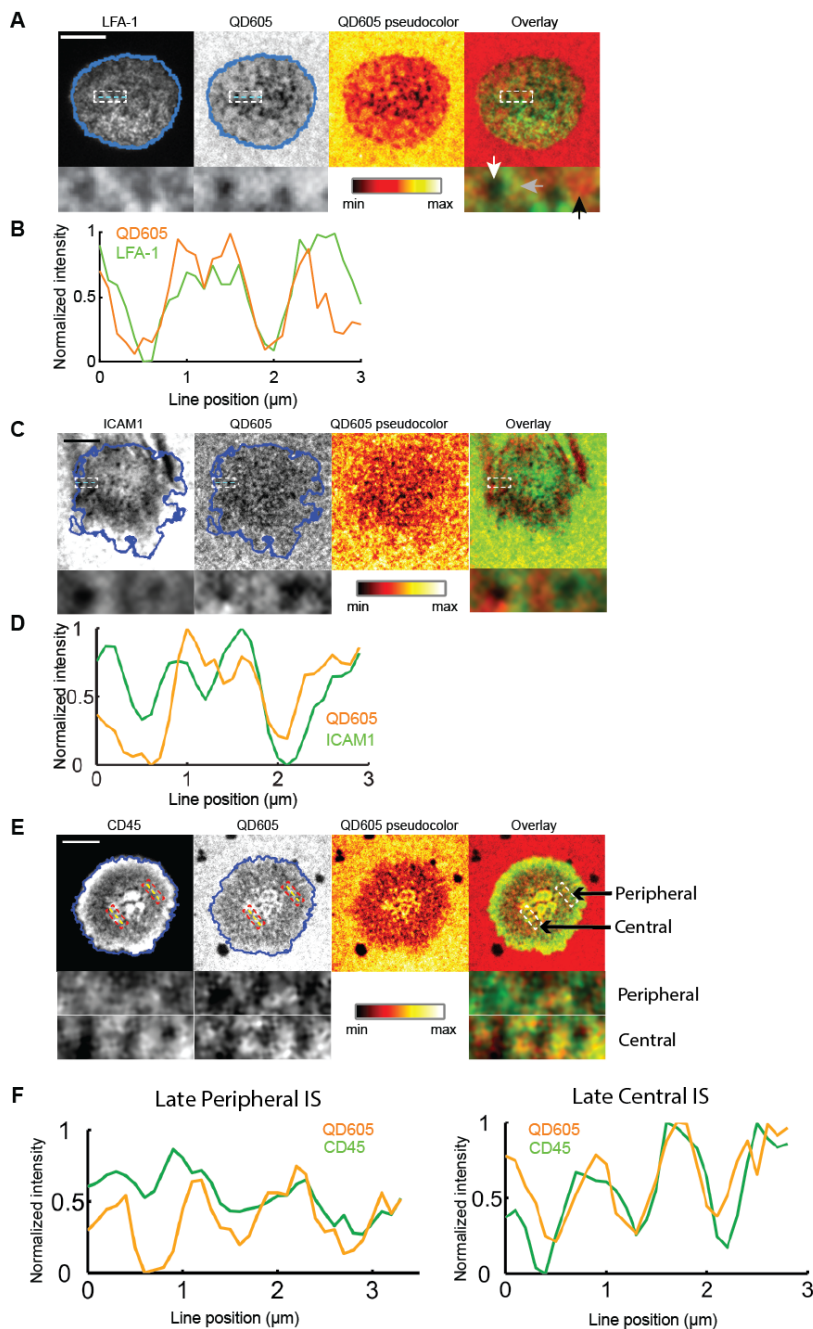 A
LFA-1 QD605 QD605 pseudocolor Overlay
min max
B
QD605
LFA-1
Normalized intensity
1
0.5
0
0 1 2 3
Line position (µm)
C
ICAM1 QD605 QD605 pseudocolor Overlay
min max
D
Normalized intensity
1
0.5
0
QD605
ICAM1
0 1 2 3
Line position (µm)
E
CD45 QD605 QD605 pseudocolor Overlay
Peripheral
Central
min max
Peripheral
Central
F
Late Peripheral IS
QD605
CD45
Normalized intensity
1
0.5
0
0 1 2 3
Line position (µm)
Late Central IS
QD605
CD45
Normalized intensity
1
0.5
0
0 1 2 3
Line position (µm)